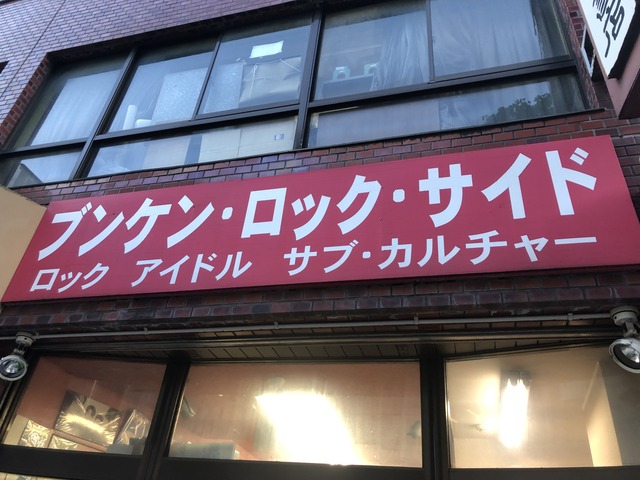 ブンケン・ロック・サイド
ロック アイドル サブ・カルチャー